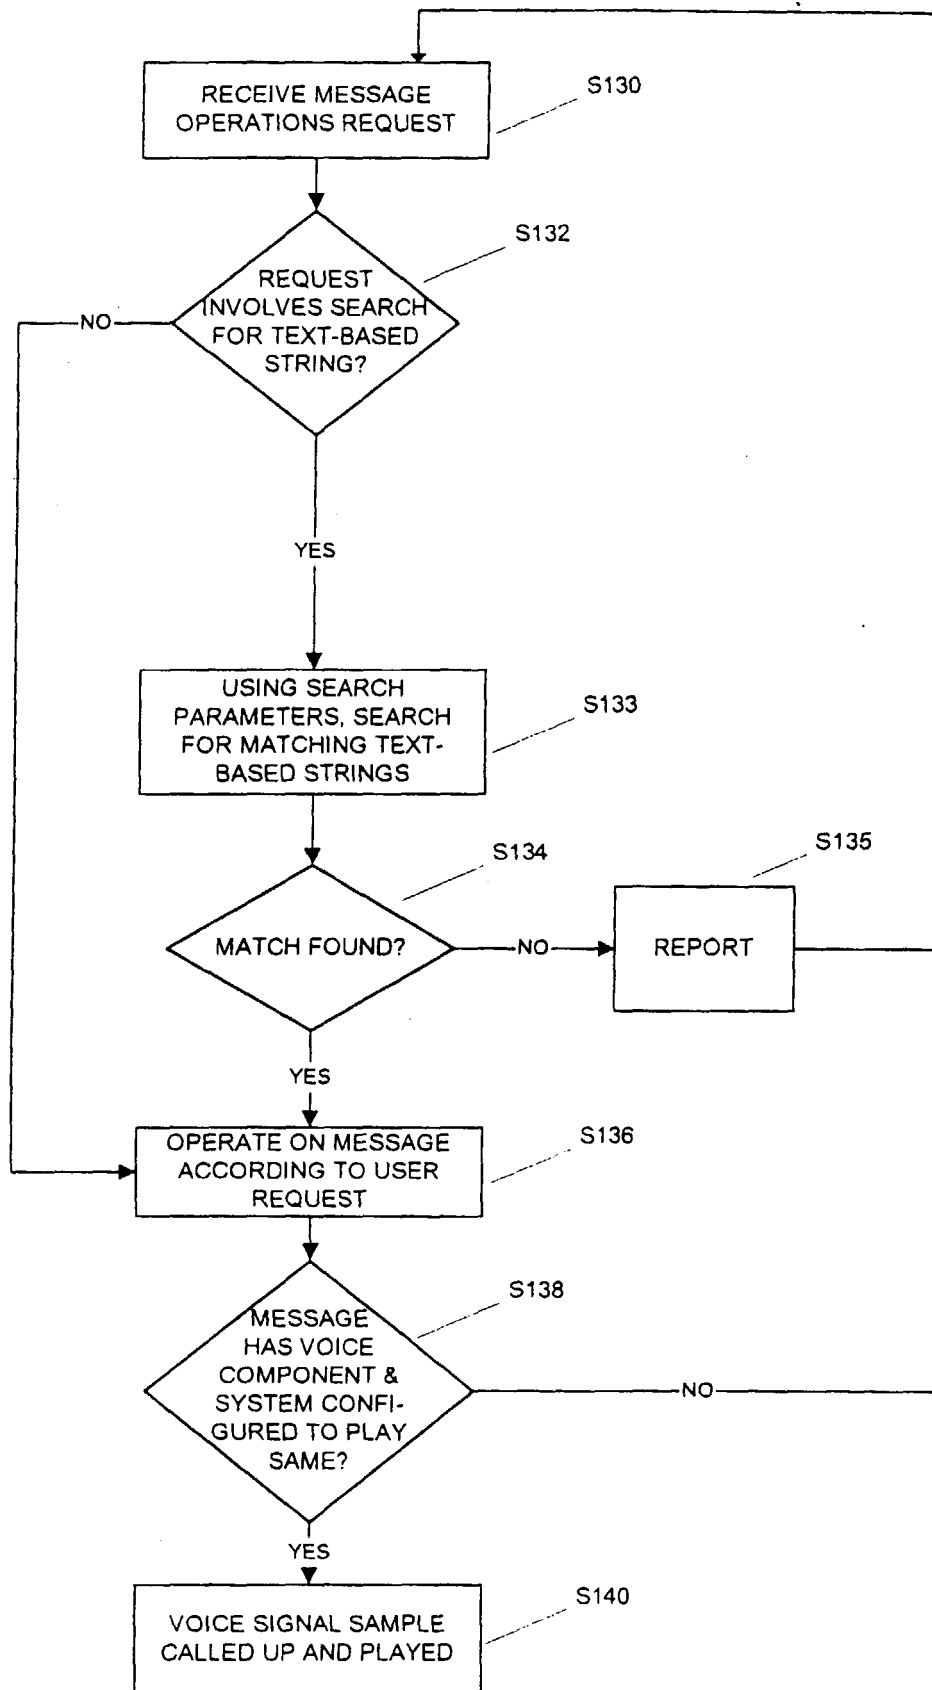 RECEIVE MESSAGE
OPERATIONS REQUEST
S130
S132
REQUEST
INVOLVES SEARCH
FOR TEXT-BASED
STRING?
NO
YES
USING SEARCH
PARAMETERS, SEARCH
FOR MATCHING TEXT-
BASED STRINGS
S133
S134
MATCH FOUND?
NO
S135
REPORT
YES
OPERATE ON MESSAGE
ACCORDING TO USER
REQUEST
S136
S138
MESSAGE
HAS VOICE
COMPONENT &
SYSTEM CONFI-
GURED TO PLAY
SAME?
NO
YES
VOICE SIGNAL SAMPLE
CALLED UP AND PLAYED
S140